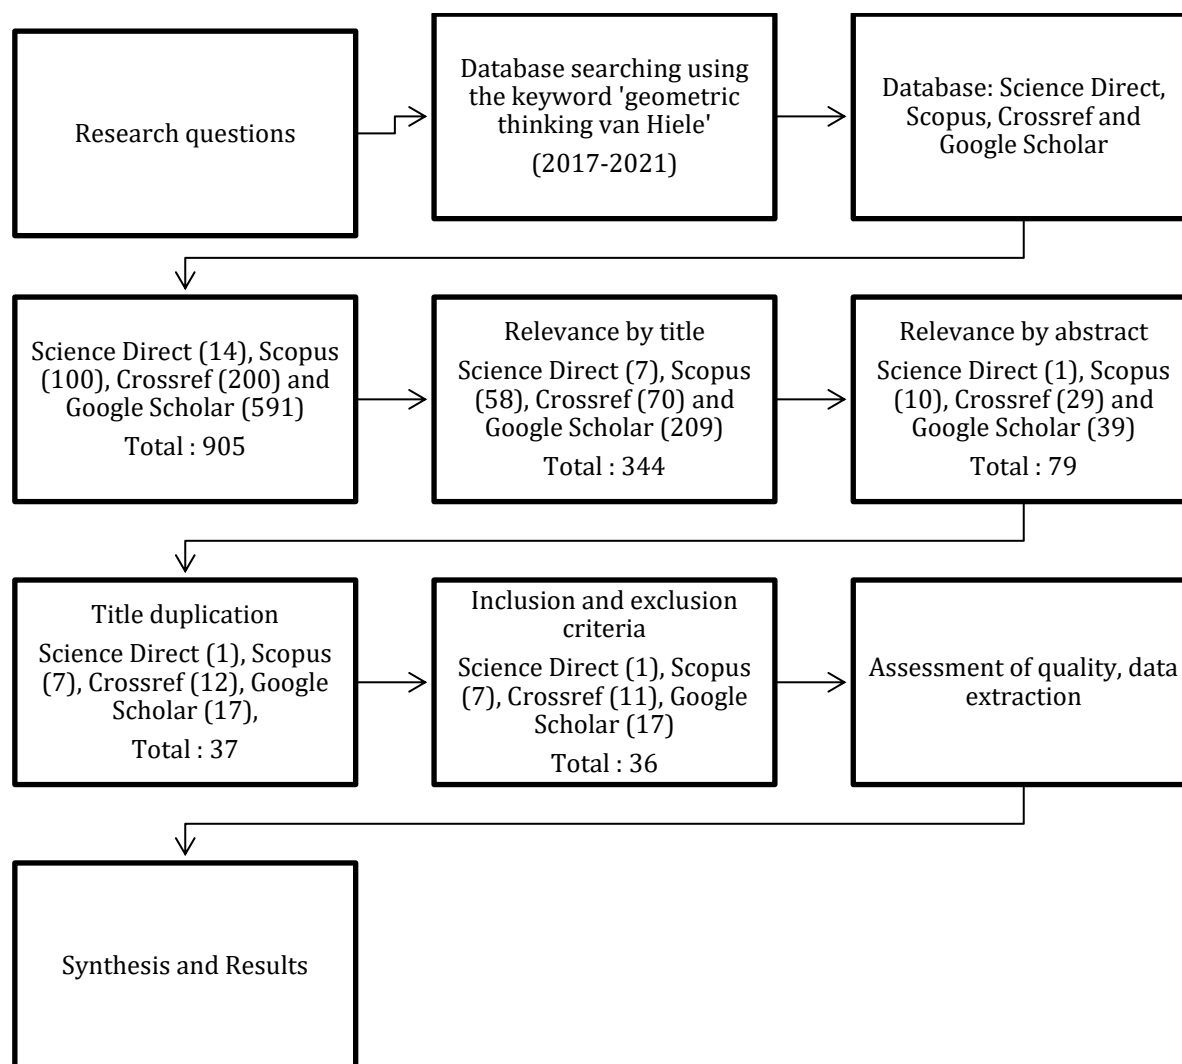 Research questions
Database searching using
the keyword 'geometric
thinking van Hiele'
(2017-2021)
Database: Science Direct,
Scopus, Crossref and
Google Scholar
Science Direct (14), Scopus
(100), Crossref (200) and
Google Scholar (591)
Total : 905
Relevance by title
Science Direct (7), Scopus
(58), Crossref (70) and
Google Scholar (209)
Total : 344
Relevance by abstract
Science Direct (1), Scopus
(10), Crossref (29) and
Google Scholar (39)
Total : 79
Title duplication
Science Direct (1), Scopus
(7), Crossref (12), Google
Scholar (17),
Total : 37
Inclusion and exclusion
criteria
Science Direct (1), Scopus
(7), Crossref (11), Google
Scholar (17)
Total : 36
Assessment of quality, data
extraction
Synthesis and Results